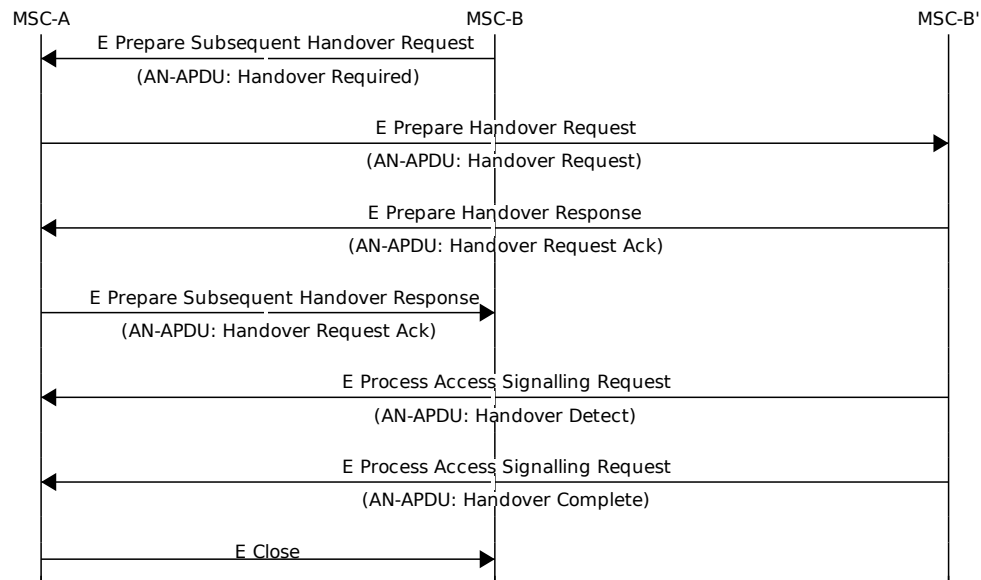 MSC-A MSC-B MSC-B'
E Prepare Subsequent Handover Request
(AN-APDU: Handover Required)
E Prepare Handover Request
(AN-APDU: Handover Request)
E Prepare Handover Response
(AN-APDU: Handover Request Ack)
E Prepare Subsequent Handover Response
(AN-APDU: Handover Request Ack)
E Process Access Signalling Request
(AN-APDU: Handover Detect)
E Process Access Signalling Request
(AN-APDU: Handover Complete)
E Close